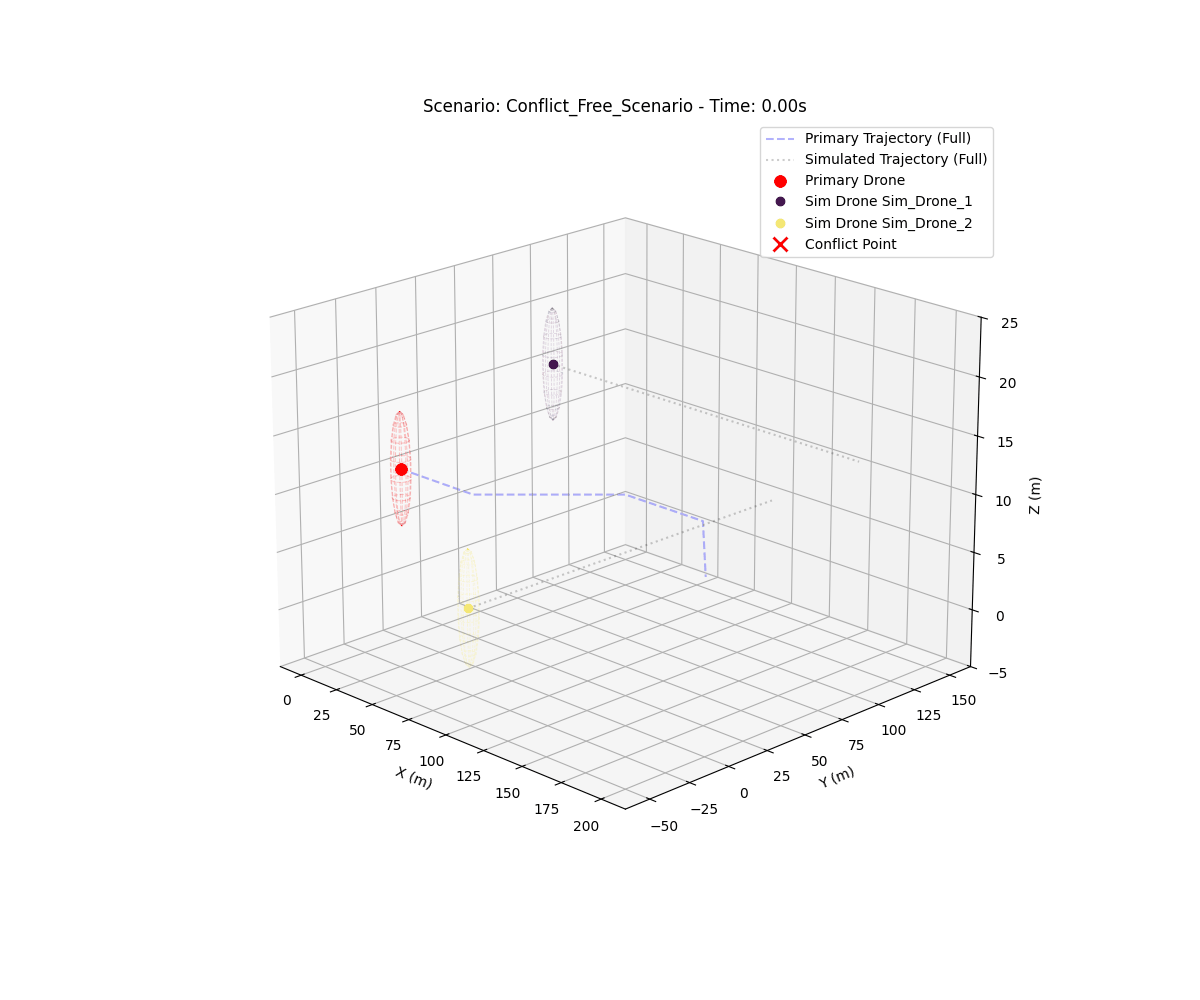 Scenario: Conflict_Free_Scenario - Time: 0.00s
Primary Trajectory (Full)
Simulated Trajectory (Full)
Primary Drone
Sim Drone Sim_Drone_1
Sim Drone Sim_Drone_2
Conflict Point
25
20
15
10
5
0
−5
Z (m)
0
25
50
75
100
125
150
175
200
X (m)
−50
−25
0
25
50
75
100
125
150
Y (m)